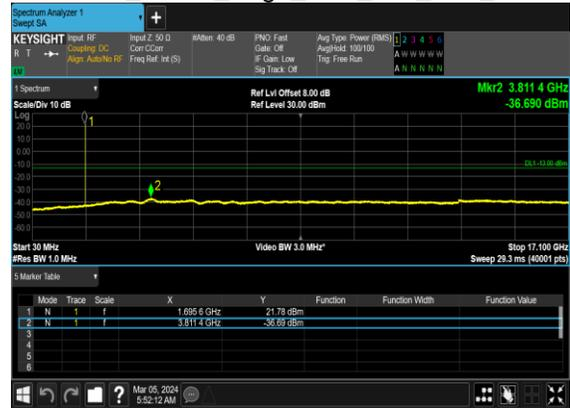 Spectrum Analyzer 1
Swept SA
+
KEYSIGHT Input: RF Input Z: 50 Ω #Atten: 40 dB PNO: Fast Avg Type: Power (RMS) 1 2 3 4 5 6
R T Coupling: DC Corr CCorr Gate: Off Avg|Hold: 100/100 A W W W W W
Align: Auto/No RF Freq Ref: Int (S) IF Gain: Low Trig: Free Run
Sig Track: Off A N N N N N
1 Spectrum Ref Lvl Offset 8.00 dB Mkr2 3.811 4 GHz
Scale/Div 10 dB Ref Level 30.00 dBm -36.690 dBm
Log
20.0
10.0
0.00
-10.0
-20.0
-30.0
-40.0
-50.0
-60.0
1
2
DL1 -13.00 dBm
Start 30 MHz Video BW 3.0 MHz* Stop 17.100 GHz
#Res BW 1.0 MHz Sweep 29.3 ms (40001 pts)
5 Marker Table
Mode Trace Scale X Y Function Function Width Function Value
1 N 1 f 1.695 6 GHz 21.78 dBm
2 N 1 f 3.811 4 GHz -36.69 dBm
3
4
5
6
? Mar 05, 2024
5:52:12 AM